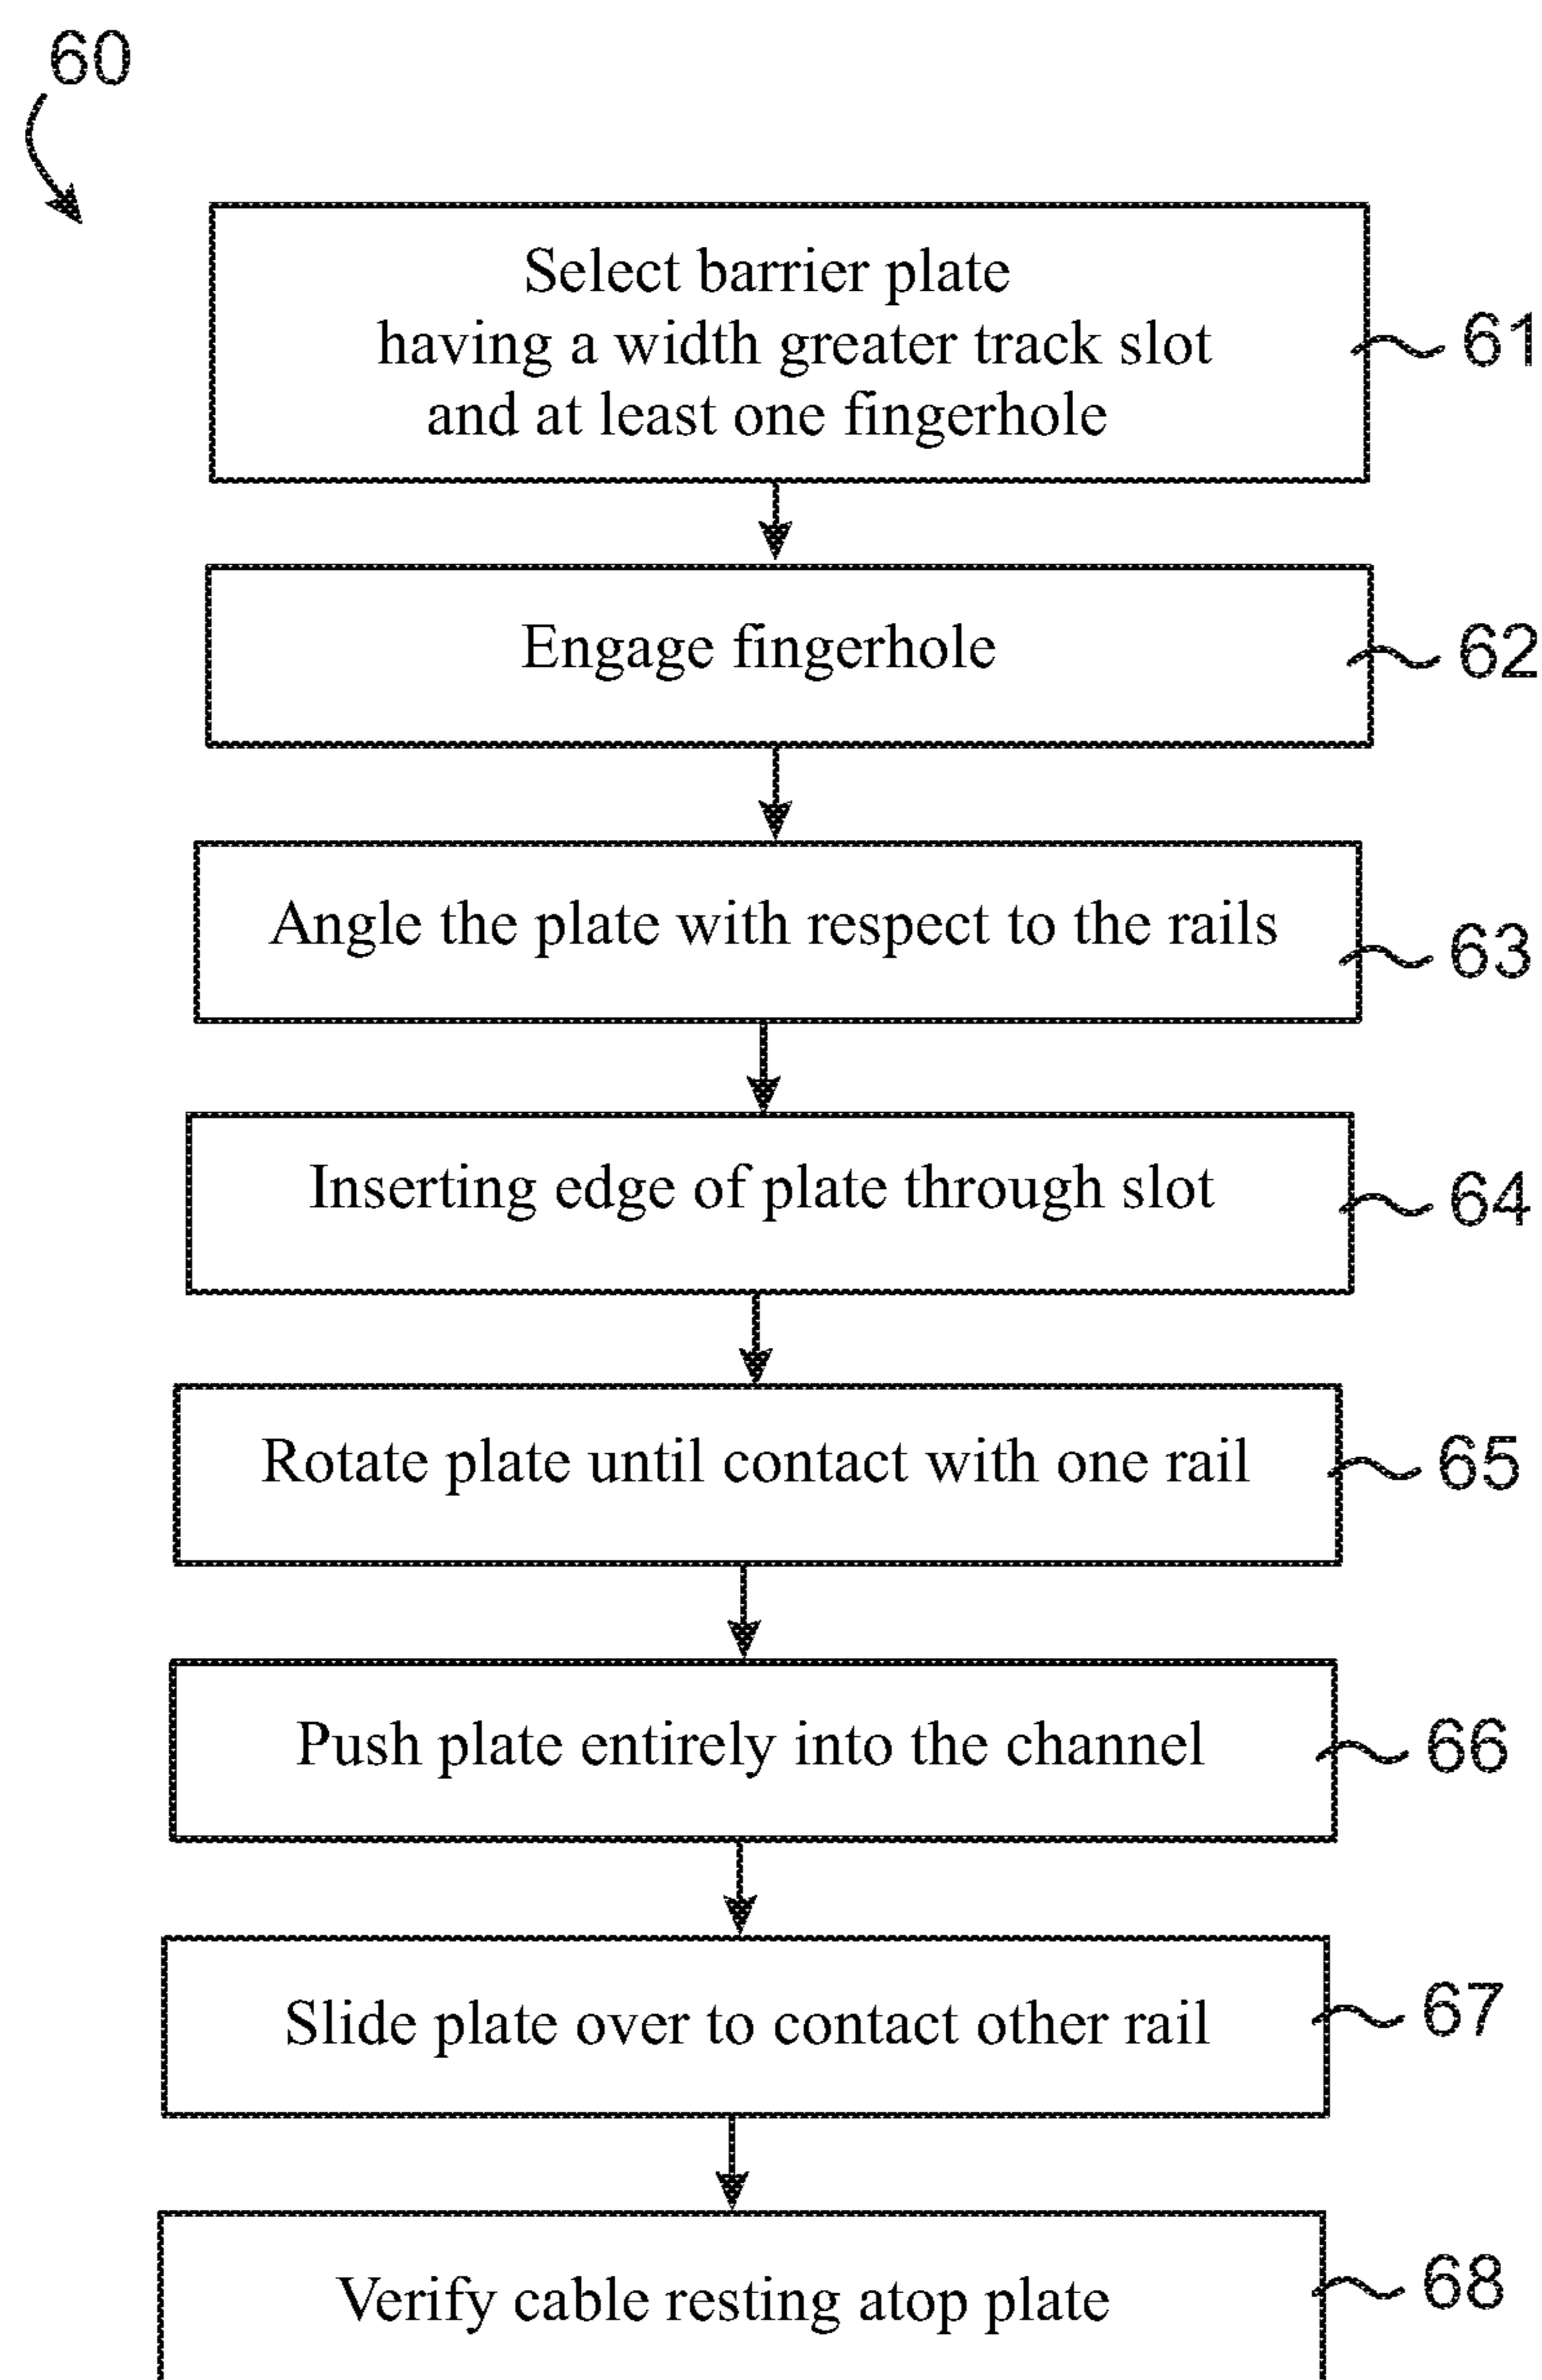 60
Select barrier plate
having a width greater track slot
and at least one fingerhole
61
Engage fingerhole
62
Angle the plate with respect to the rails
63
Inserting edge of plate through slot
64
Rotate plate until contact with one rail
65
Push plate entirely into the channel
66
Slide plate over to contact other rail
67
Verify cable resting atop plate
68